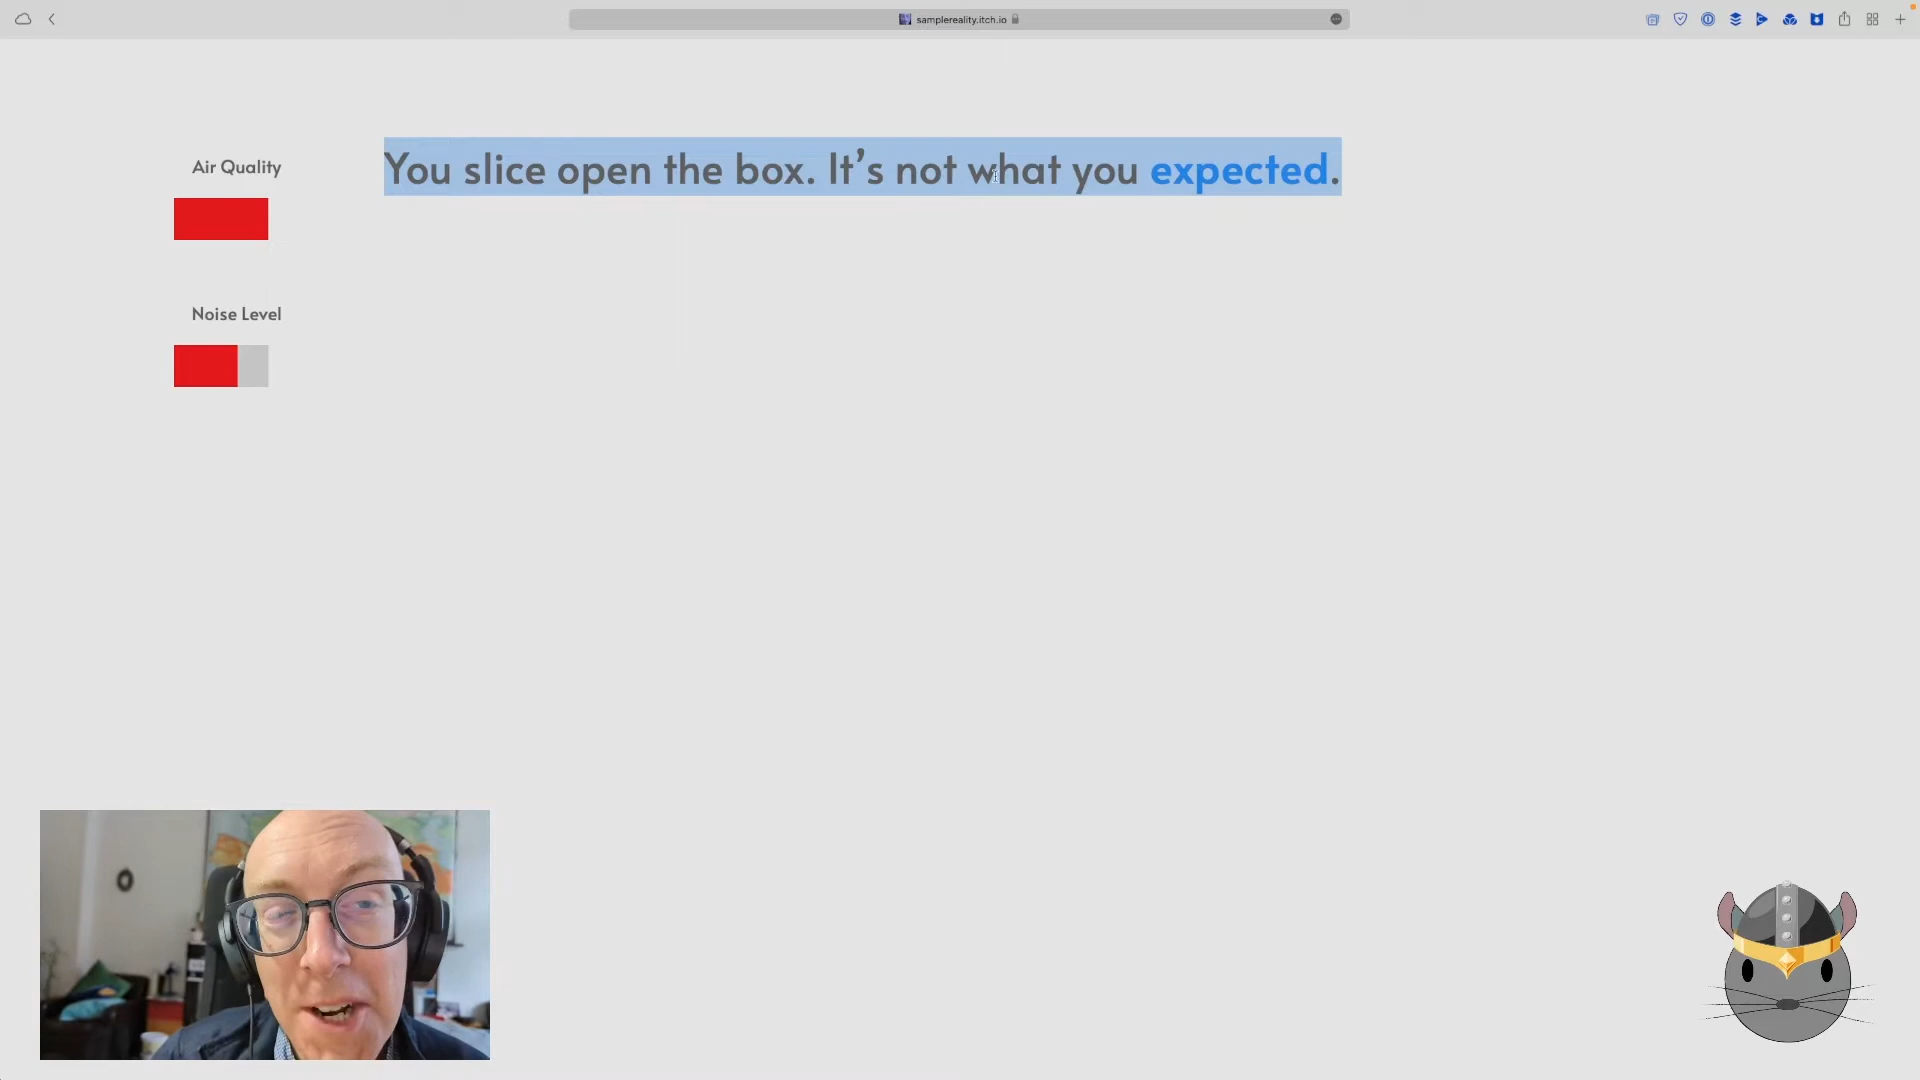 samplereality.itch.io
You slice open the box. It’s not what you expected.
Air Quality
Noise Level